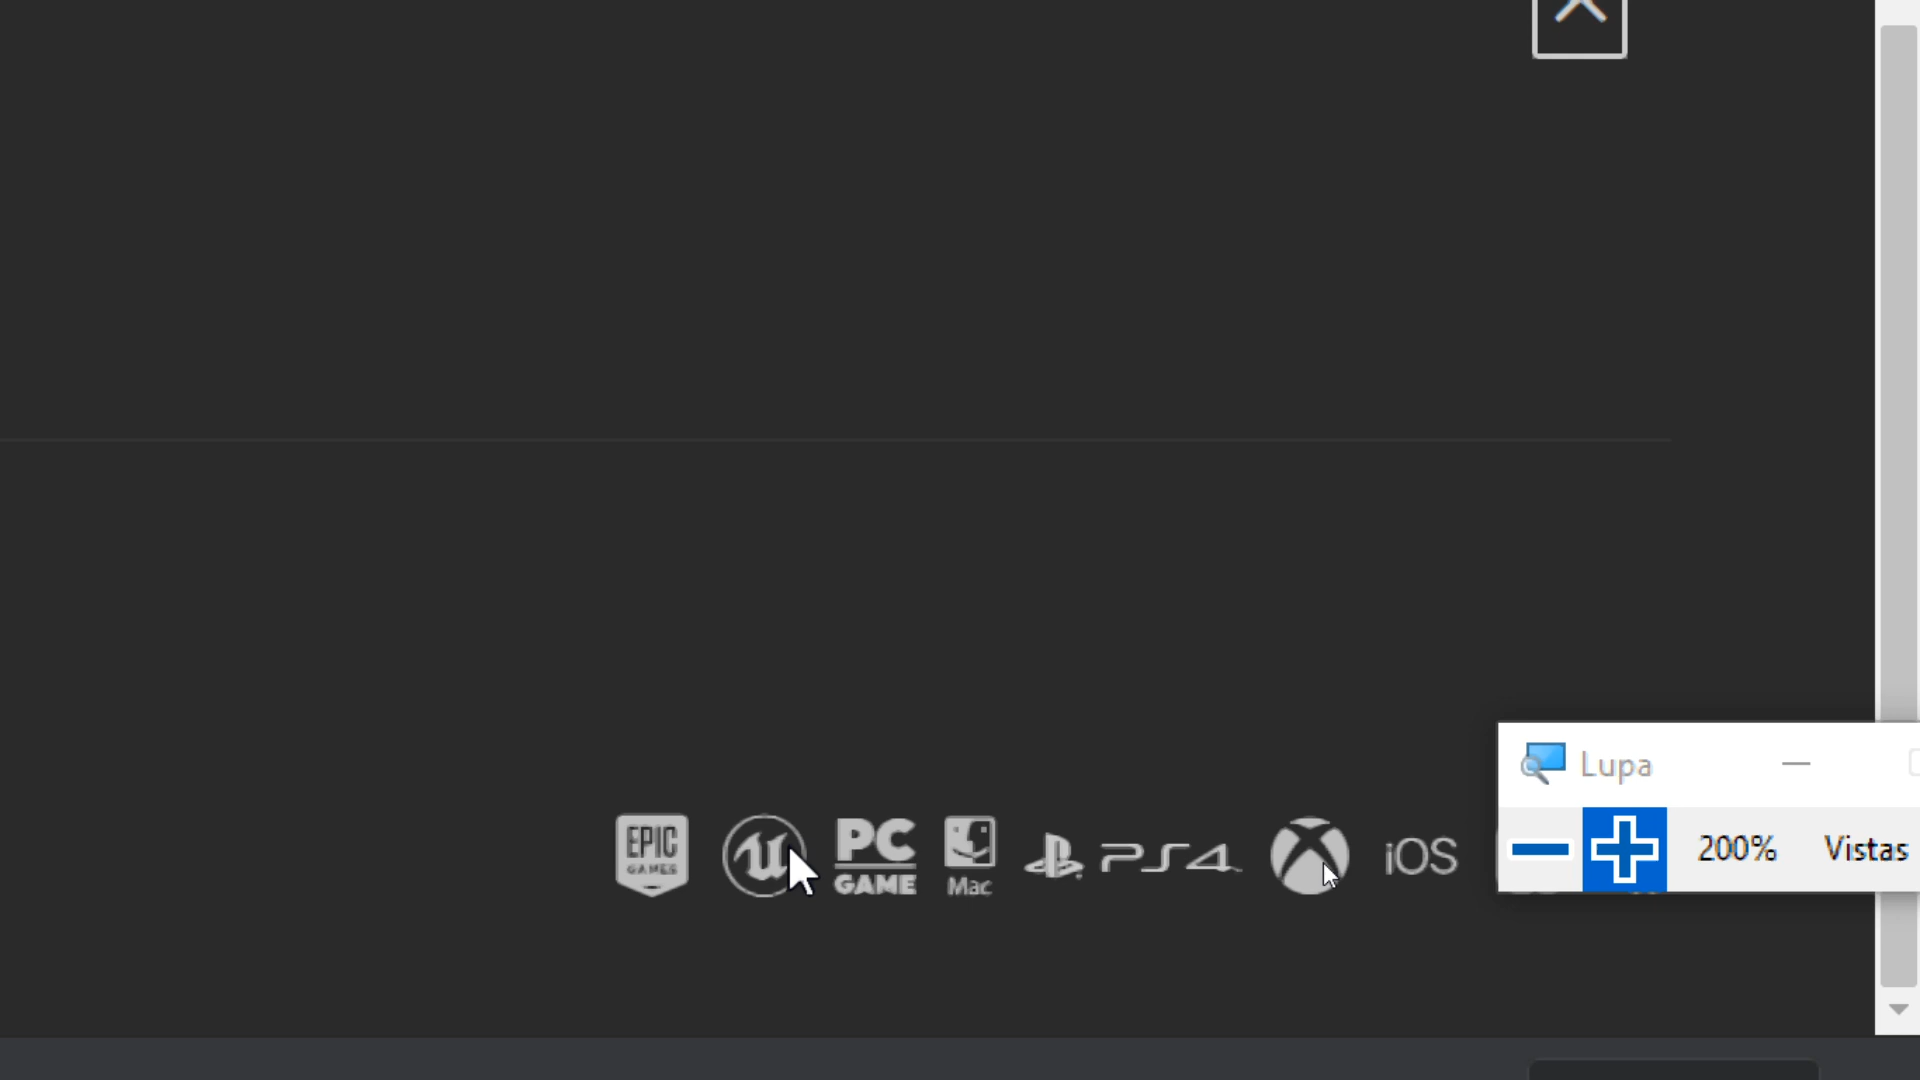 Lupa
200% Vistas
EPIC GAMES
PC GAME
Mac
PS4
iOS